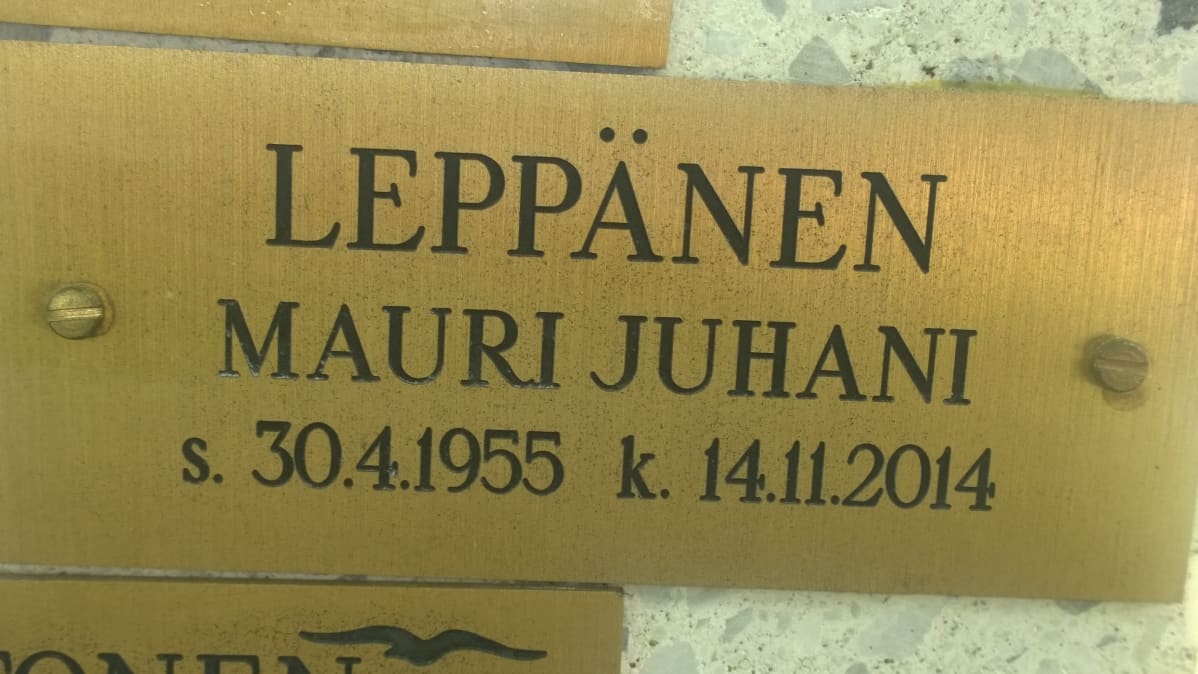 LEPPÄNEN
MAURI JUHANI
s. 30.4.1955 k. 14.11.2014